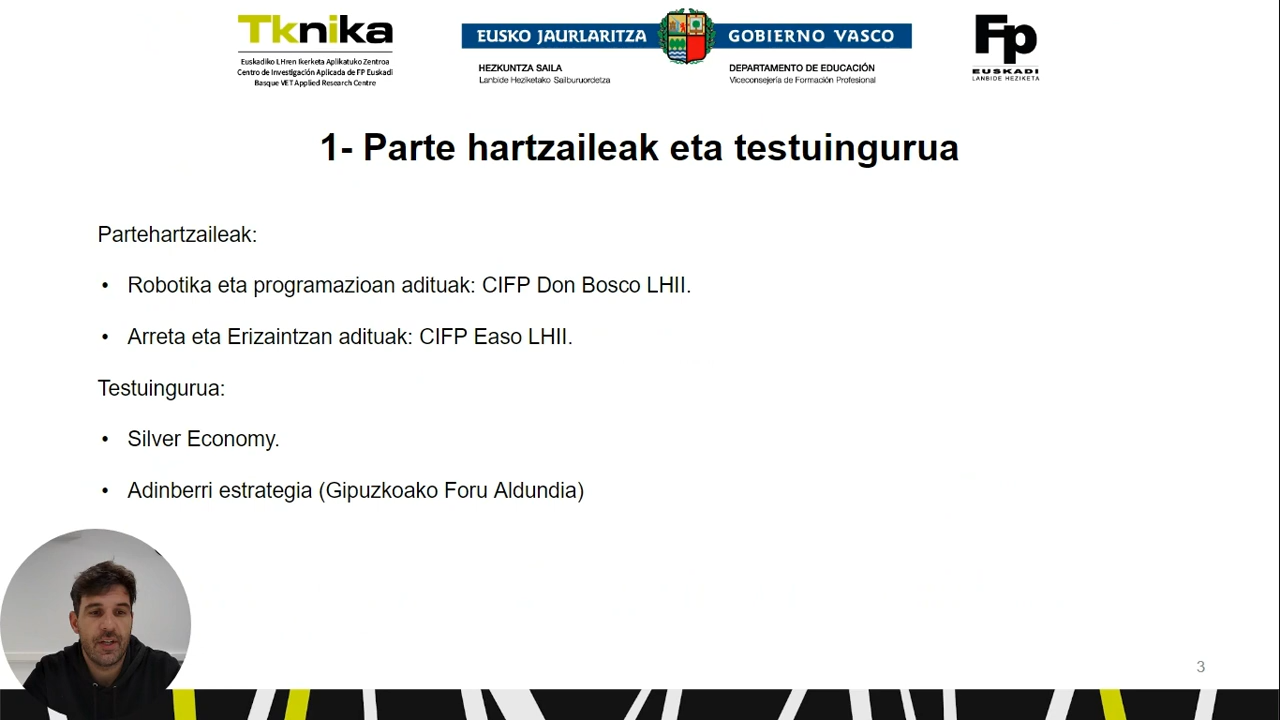 Tknika
Euskadiko LHren Ikerketa Aplikatuko Zentroa
Centro de Investigación Aplicada de FP Euskadi
Basque VET Applied Research Centre
EUSKO JAURLARITZA GOBIERNO VASCO
HEZKUNTZA SAILA
Lanbide Heziketako Sailburuordetza
DEPARTAMENTO DE EDUCACIÓN
Viceconsejería de Formación Profesional
Fp
EUSKADI
LANBIDE HEZIKETA
1- Parte hartzaileak eta testuingurua
Partehartzaileak:
• Robotika eta programazioan adituak: CIFP Don Bosco LHII.
• Arreta eta Erizaintzan adituak: CIFP Easo LHII.
Testuingurua:
• Silver Economy.
• Adinberri estrategia (Gipuzkoako Foru Aldundia)
3